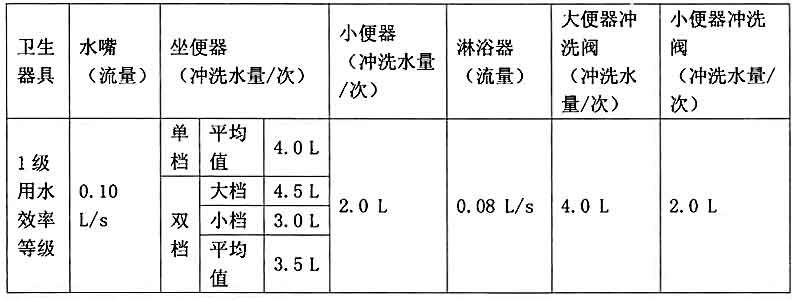 卫生
器具
水嘴
（流量）
坐便器
（冲洗水量/次）
小便器
（冲洗水量
/次）
淋浴器
（流量）
大便器冲
洗阀
（冲洗水
量/次）
小便器冲洗
阀
（冲洗水量/
次）
1级
用水
效率
等级
0.10
L/s
单
档
平均
值
4.0 L
双
档
大档
4.5 L
小档
3.0 L
平均
值
3.5 L
2.0 L
0.08 L/s
4.0 L
2.0 L